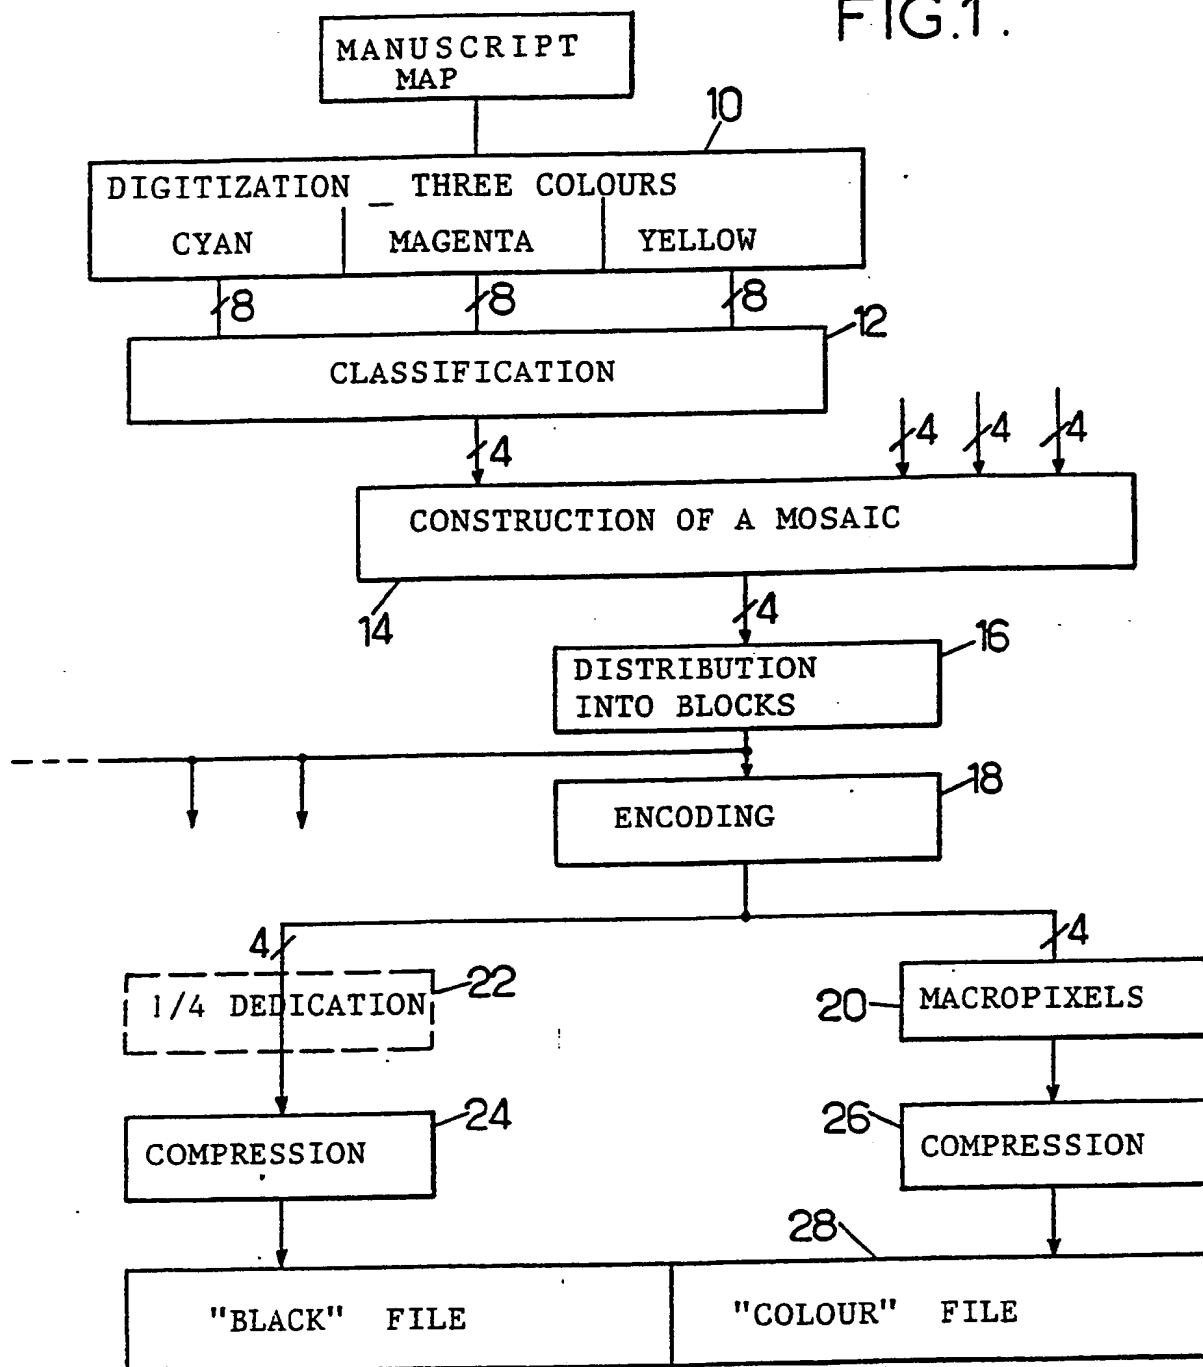 FIG.1.
MANUSCRIPT
MAP
10
DIGITIZATION _ THREE COLOURS
CYAN MAGENTA YELLOW
8 8 8
12
CLASSIFICATION
4 4 4 4
CONSTRUCTION OF A MOSAIC
14
4
16
DISTRIBUTION
INTO BLOCKS
18
ENCODING
4 4
22
1/4 DEDICATION
20
MACROPIXELS
24
COMPRESSION
26
COMPRESSION
28
"BLACK" FILE "COLOUR" FILE